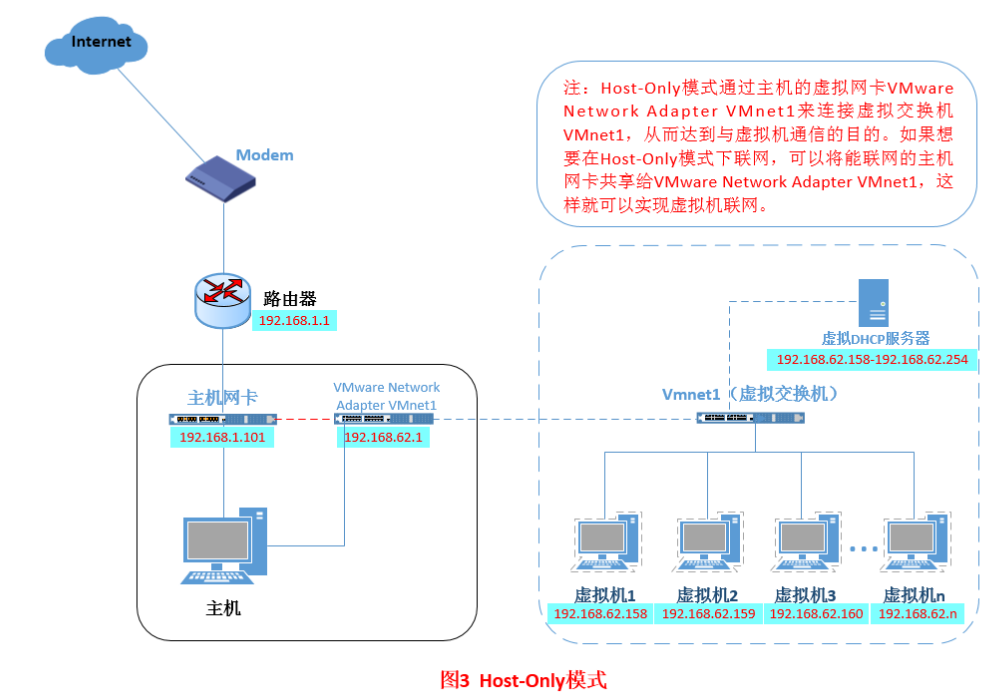 Internet
注：Host-Only模式通过主机的虚拟网卡VMware
Network Adapter VMnet1来连接虚拟交换机
VMnet1，从而达到与虚拟机通信的目的。如果想
要在Host-Only模式下联网，可以将能联网的主机
网卡共享给VMware Network Adapter VMnet1，这
样就可以实现虚拟机联网。
Modem
路由器
192.168.1.1
虚拟DHCP服务器
192.168.62.158-192.168.62.254
主机网卡
192.168.1.101
VMware Network
Adapter VMnet1
192.168.62.1
Vmnet1（虚拟交换机）
主机
虚拟机1
192.168.62.158
虚拟机2
192.168.62.159
虚拟机3
192.168.62.160
虚拟机n
192.168.62.n
图3 Host-Only模式